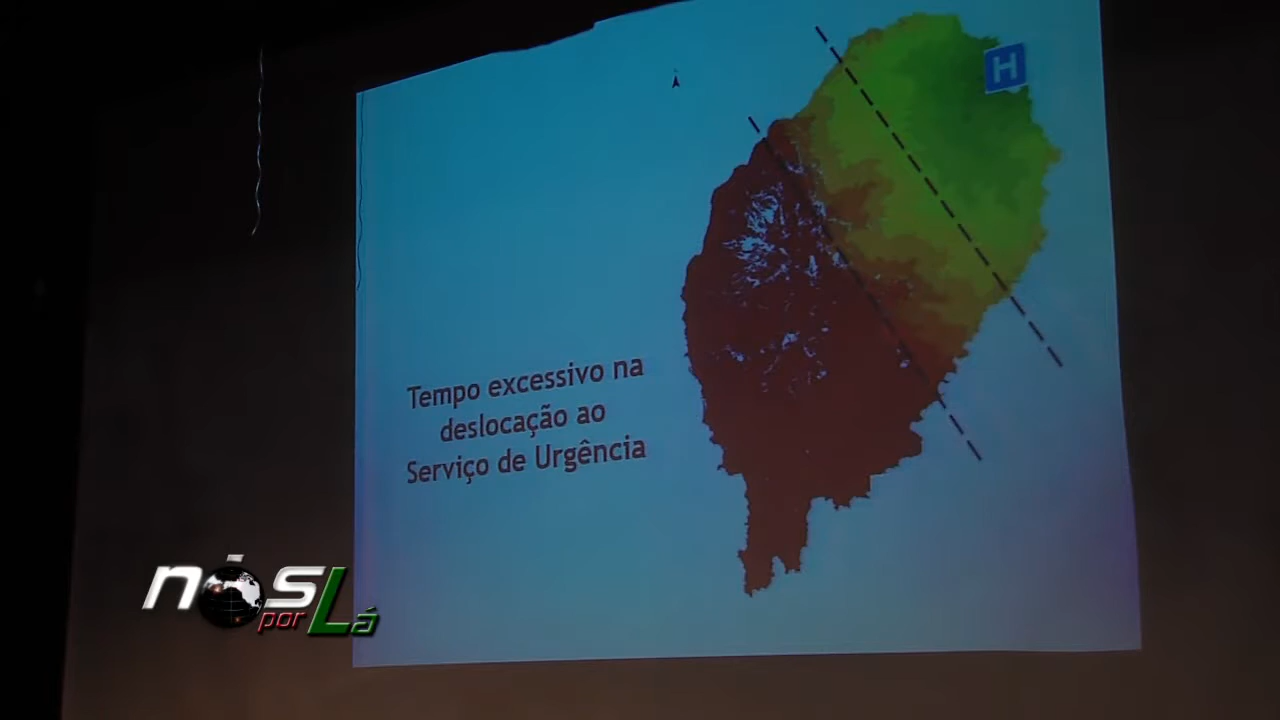 H
Tempo excessivo na
deslocação ao
Serviço de Urgência
nós
por Lá